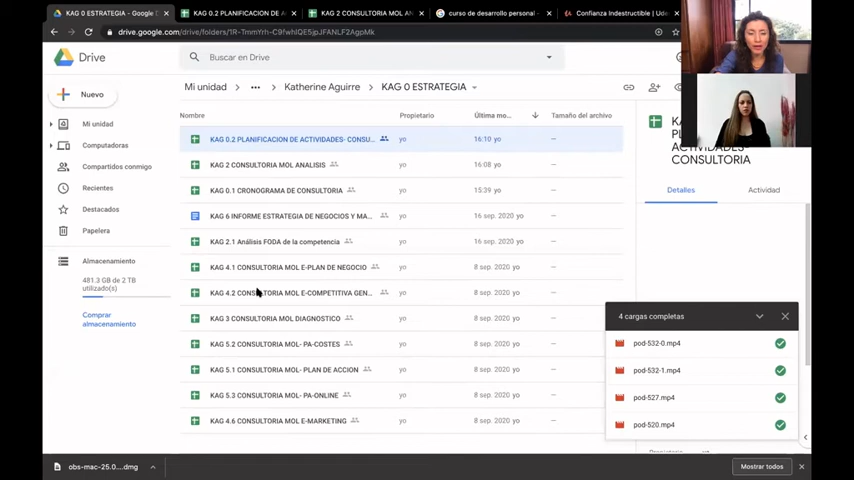 KAG 0 ESTRATEGIA - Google D
KAG 0.2 PLANIFICACION DE A
KAG 2 CONSULTORIA MOL AN
curso de desarrollo personal -
Confianza Indestructible | Ude
drive.google.com/drive/folders/1R-TmmYrh-C9fwhIQE5jpJFANLF2AgpMk
Drive
Buscar en Drive
Nuevo
Mi unidad
Computadoras
Compartidos conmigo
Recientes
Destacados
Papelera
Almacenamiento
481.3 GB de 2 TB
utilizado(s)
Comprar
almacenamiento
Mi unidad ••• Katherine Aguirre KAG 0 ESTRATEGIA
Nombre Propietario Última mo... Tamaño del archivo
KAG 0.2 PLANIFICACION DE ACTIVIDADES- CONSU... yo 16:10 yo —
KAG 2 CONSULTORIA MOL ANALISIS yo 16:08 yo —
KAG 0.1 CRONOGRAMA DE CONSULTORIA yo 15:39 yo —
KAG 6 INFORME ESTRATEGIA DE NEGOCIOS Y MA... yo 16 sep. 2020 yo —
KAG 2.1 Análisis FODA de la competencia yo 16 sep. 2020 yo —
KAG 4.1 CONSULTORIA MOL E-PLAN DE NEGOCIO yo 8 sep. 2020 yo —
KAG 4.2 CONSULTORIA MOL E-COMPETITIVA GEN... yo 8 sep. 2020 yo —
KAG 3 CONSULTORIA MOL DIAGNOSTICO yo 8 sep. 2020 yo —
KAG 5.2 CONSULTORIA MOL- PA-COSTES yo 8 sep. 2020 yo —
KAG 5.1 CONSULTORIA MOL- PLAN DE ACCION yo 8 sep. 2020 yo —
KAG 5.3 CONSULTORIA MOL- PA-ONLINE yo 8 sep. 2020 yo —
KAG 4.6 CONSULTORIA MOL E-MARKETING yo 8 sep. 2020 yo —
ACTIVIDADES-
CONSULTORIA
Detalles Actividad
4 cargas completas
pod-532-0.mp4
pod-532-1.mp4
pod-527.mp4
pod-520.mp4
obs-mac-25.0....dmg
Mostrar todos